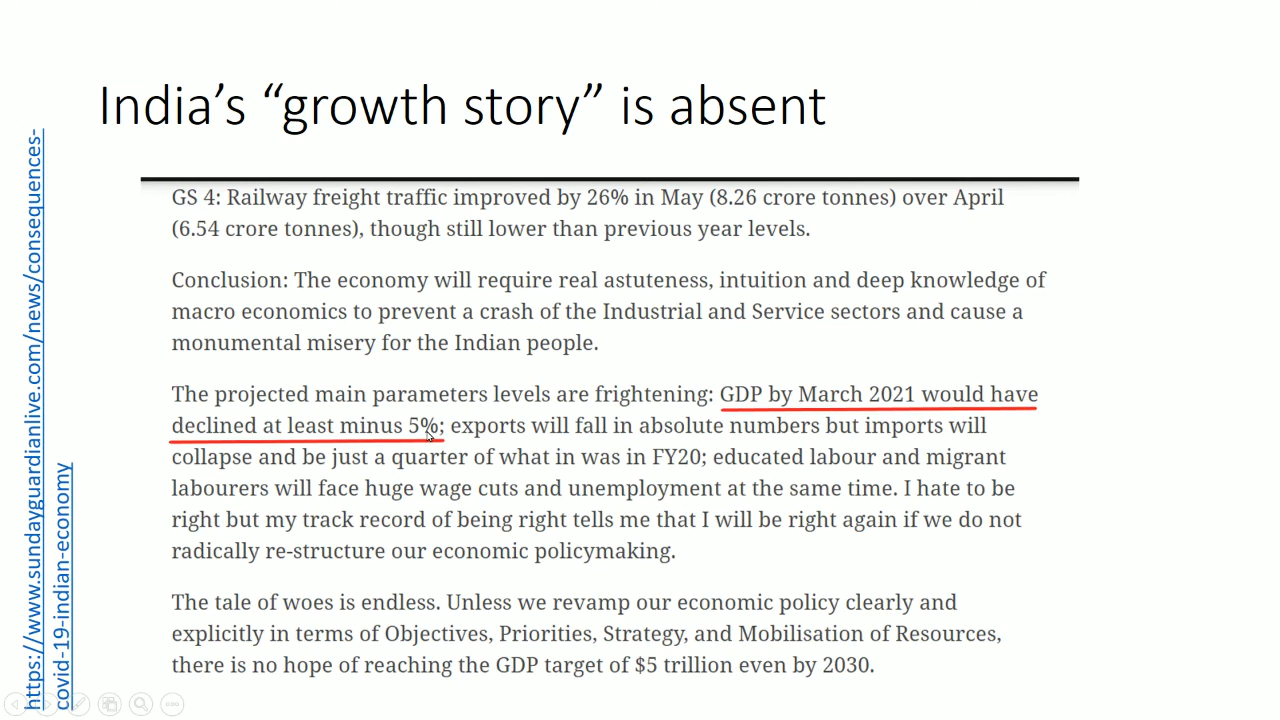 India’s “growth story” is absent
https://www.sundayguardianlive.com/news/consequences-
covid-19-indian-economy
GS 4: Railway freight traffic improved by 26% in May (8.26 crore tonnes) over April
(6.54 crore tonnes), though still lower than previous year levels.
Conclusion: The economy will require real astuteness, intuition and deep knowledge of
macro economics to prevent a crash of the Industrial and Service sectors and cause a
monumental misery for the Indian people.
The projected main parameters levels are frightening: GDP by March 2021 would have
declined at least minus 5%; exports will fall in absolute numbers but imports will
collapse and be just a quarter of what in was in FY20; educated labour and migrant
labourers will face huge wage cuts and unemployment at the same time. I hate to be
right but my track record of being right tells me that I will be right again if we do not
radically re-structure our economic policymaking.
The tale of woes is endless. Unless we revamp our economic policy clearly and
explicitly in terms of Objectives, Priorities, Strategy, and Mobilisation of Resources,
there is no hope of reaching the GDP target of $5 trillion even by 2030.